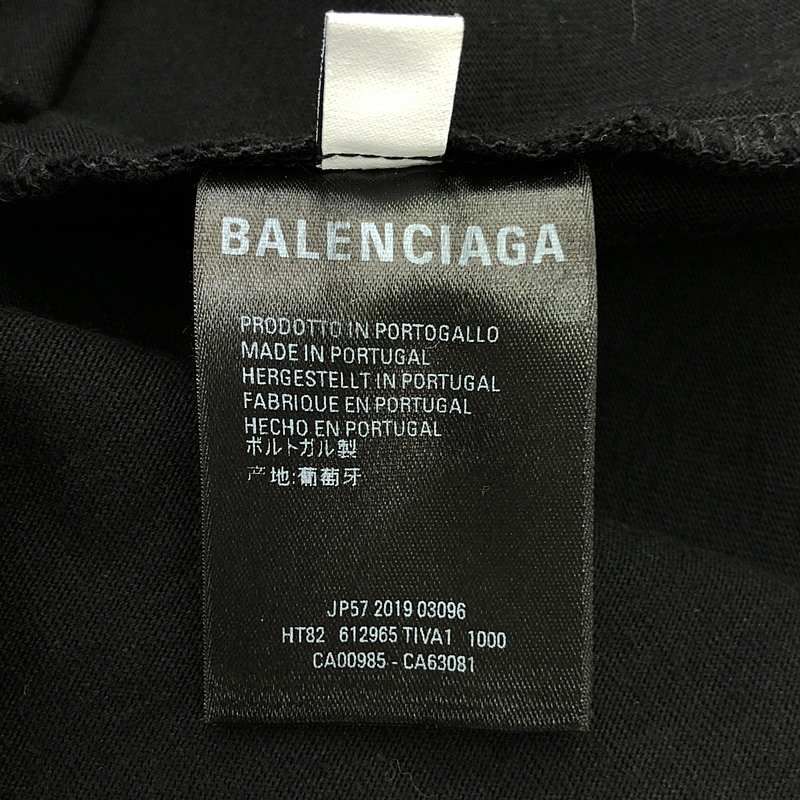 BALENCIAGA
PRODOTTO IN PORTOGALLO
MADE IN PORTUGAL
HERGESTELLT IN PORTUGAL
FABRIQUE EN PORTUGAL
HECHO EN PORTUGAL
ポルトガル製
产地:葡萄牙
JP57 2019 03096
HT82 612965 TIVA1 1000
CA00985 - CA63081